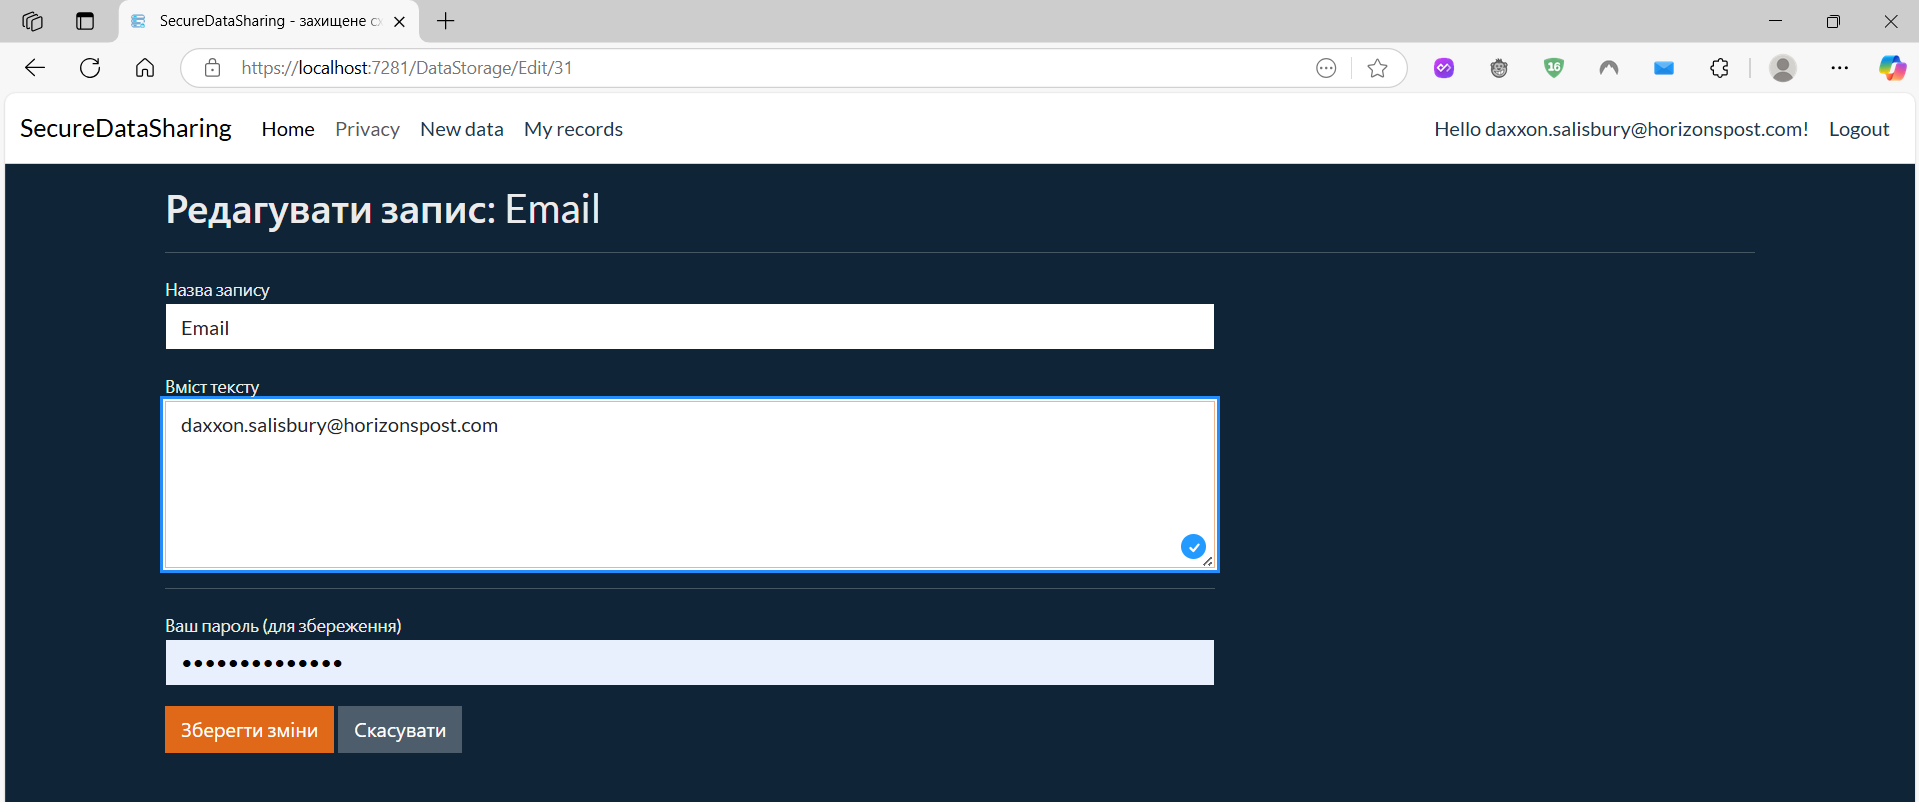 SecureDataSharing - захищене сх
https://localhost:7281/DataStorage/Edit/31
16
SecureDataSharing Home Privacy New data My records Hello daxxon.salisbury@horizonspost.com! Logout
Редагувати запис: Email
Назва запису
Email
Вміст тексту
daxxon.salisbury@horizonspost.com
Ваш пароль (для збереження)
••••••••••••••
Зберегти зміни Скасувати